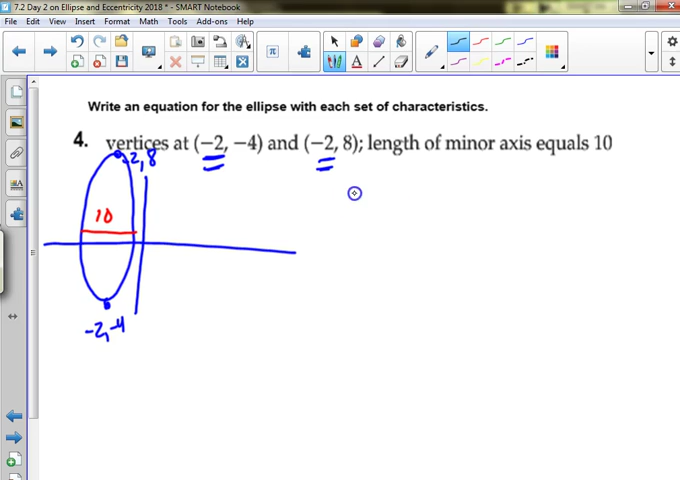 7.2 Day 2 on Ellipse and Eccentricity 2018 * - SMART Notebook
File Edit View Insert Format Tools Add-ons Help
Write an equation for the ellipse with each set of characteristics.
4. vertices at (−2, −4) and (−2, 8); length of minor axis equals 10
-2, 8
10
-2, -4